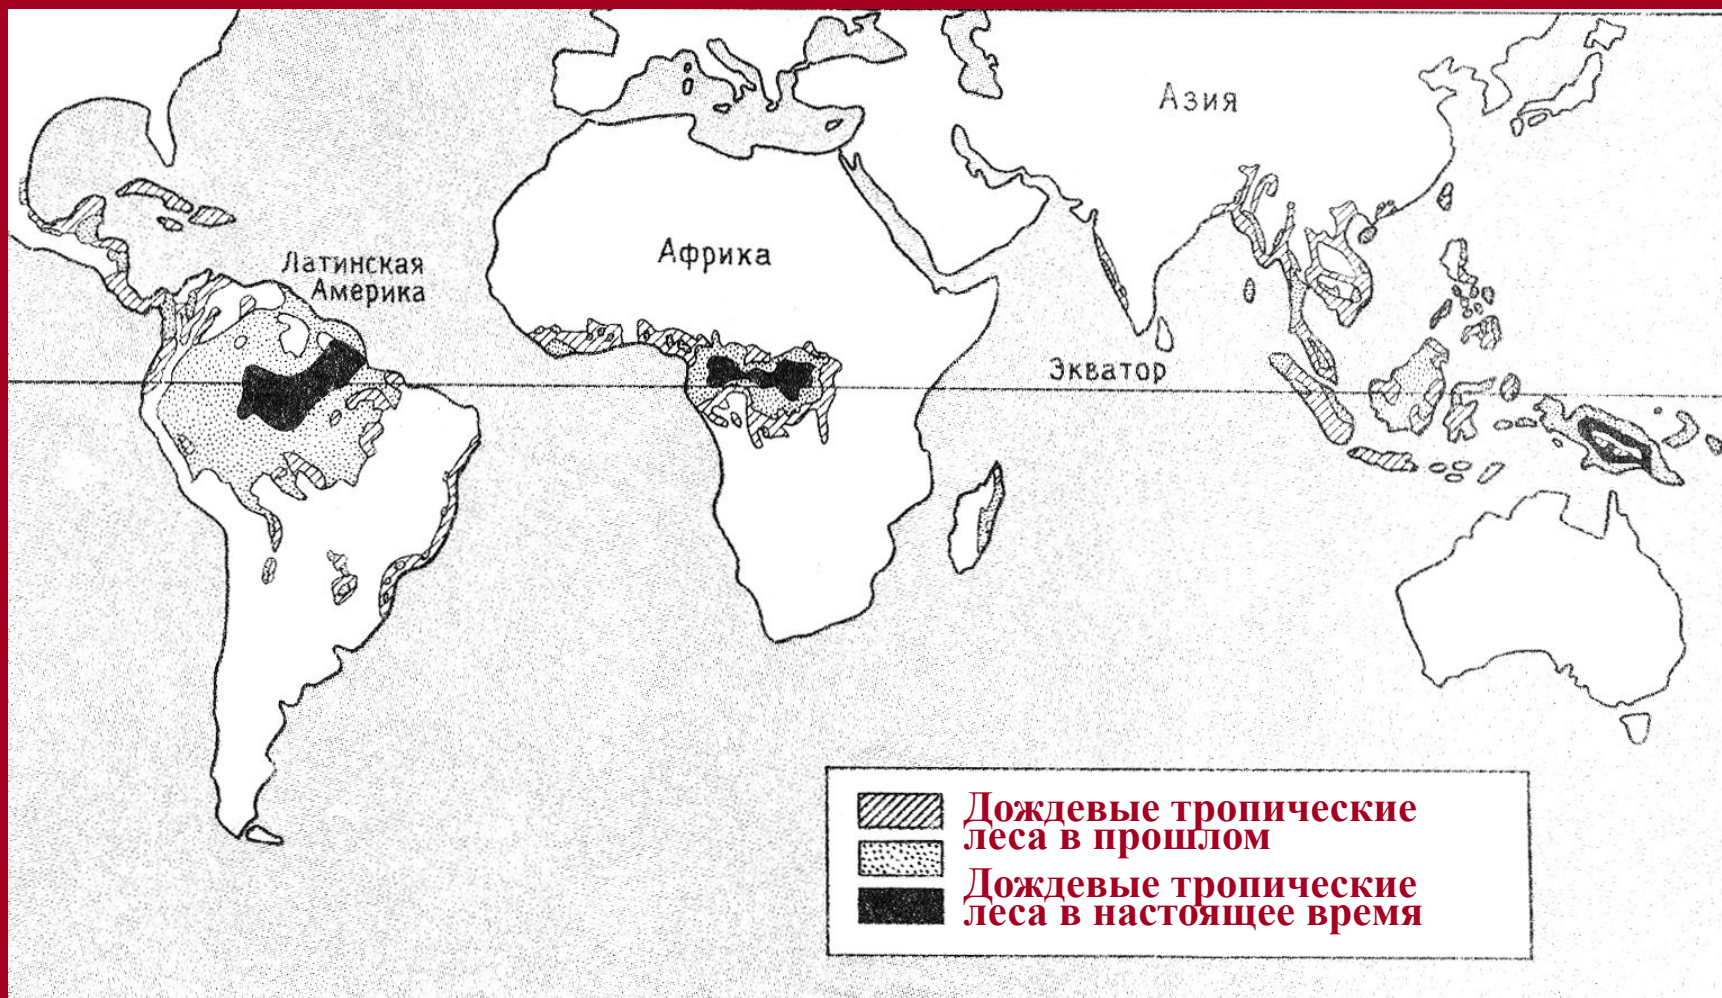 Азия
Африка
Латинская
Америка
Экватор
Дождевые тропические
леса в прошлом
Дождевые тропические
леса в настоящее время